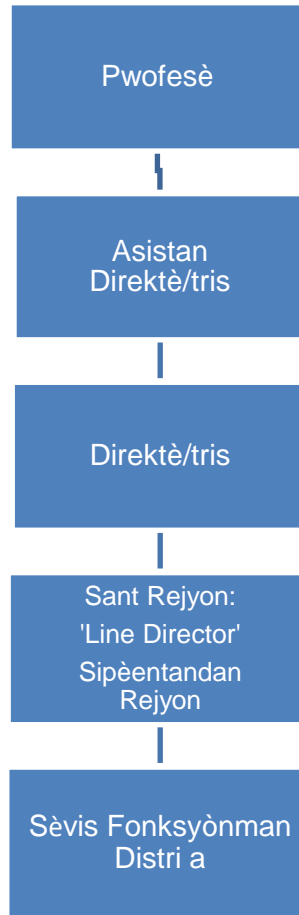 Pwofesè
Asistan
Direktè/tris
Direktè/tris
Sant Rejyon:
'Line Director'
Sipèentandan
Rejyon
Sèvis Fonksyònman
Distri a